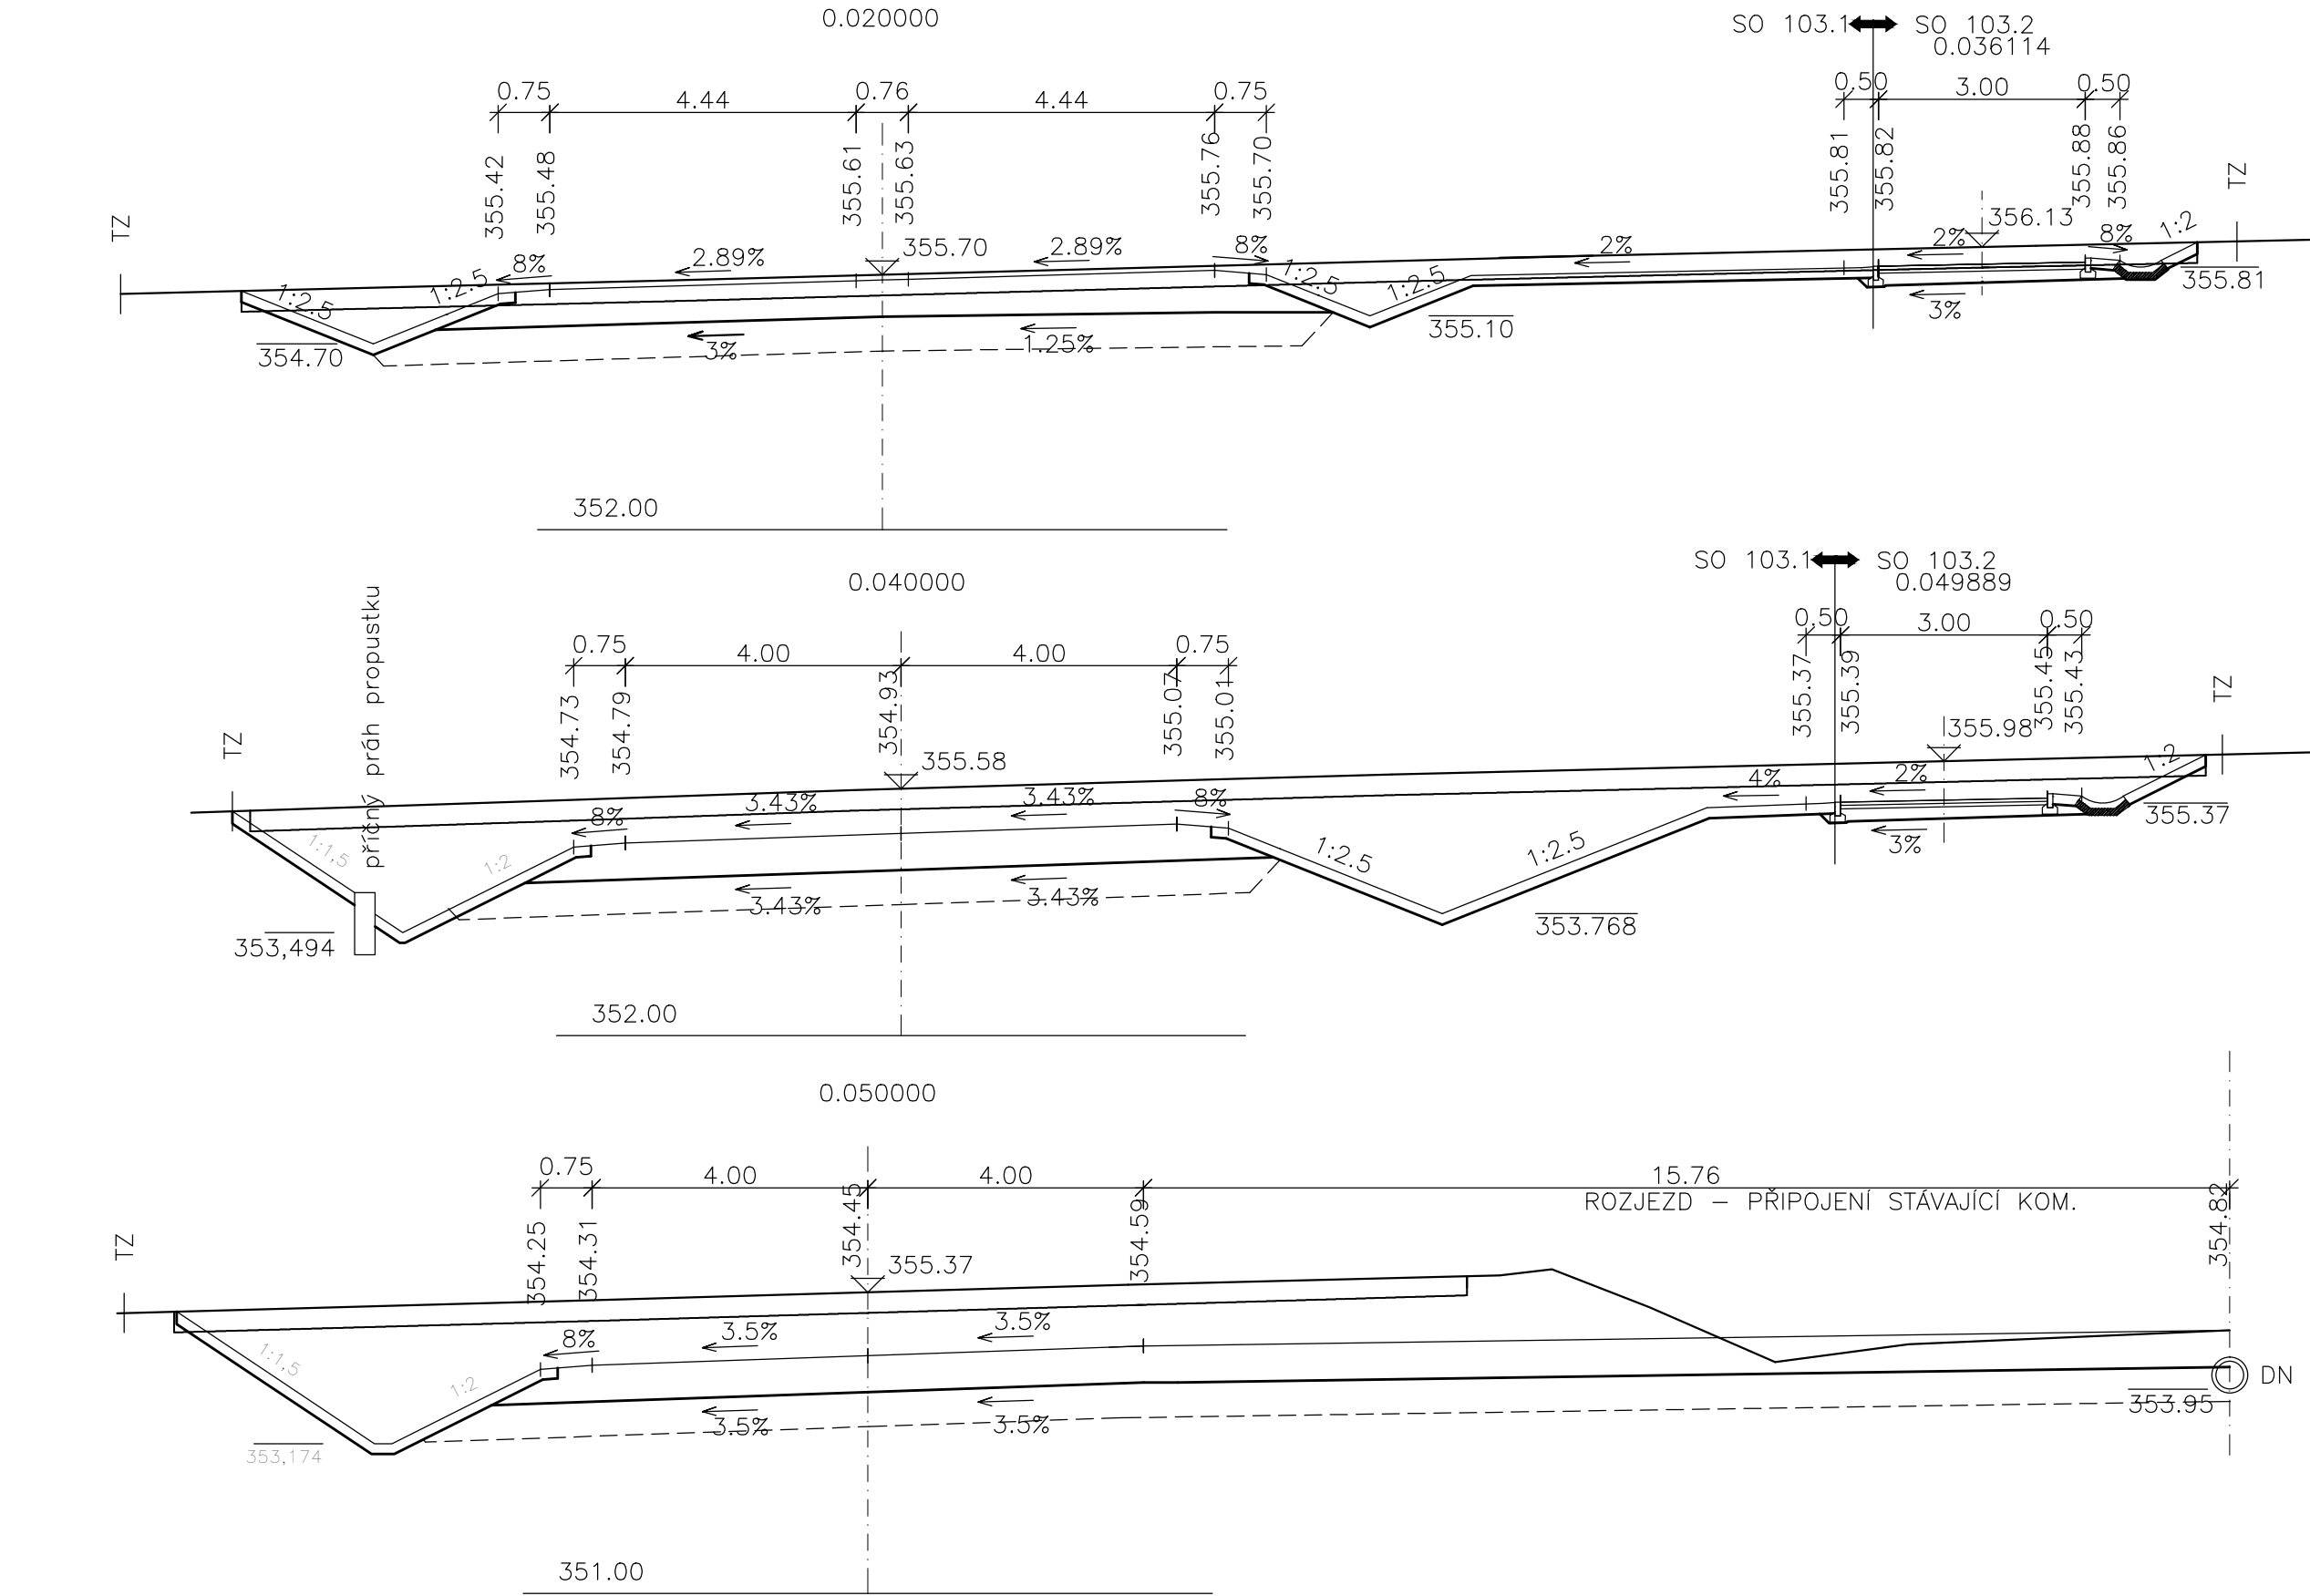 0.020000
SO 103.1 SO 103.2
0.036114
0.75 4.44 0.76 4.44 0.75
0.50 3.00 0.50
355.42 355.48 355.61 355.63 355.76 355.70
355.81 355.82 355.88 355.86
TZ
TZ
355.70
356.13
8% 2.89% 2.89% 8% 2% 2% 8% 1:2
1:2.5 1:2.5 1:2.5 1:2.5
354.70
3% 1.25%
355.10
3%
355.81
352.00
SO 103.1 SO 103.2
0.040000
0.049889
příčný práh propustku
0.75 4.00 4.00 0.75
0.50 3.00 0.50
354.73 354.79 354.93 355.07 355.01
355.37 355.39 355.45 355.43
TZ
TZ
355.58
355.98
8% 3.43% 3.43% 8% 4% 2% 1:2
1:1,5 1:2 1:2.5 1:2.5
353,494
3.43% 3.43%
353.768
3%
355.37
352.00
0.050000
0.75 4.00 4.00 15.76
ROZJEZD – PŘIPOJENÍ STÁVAJÍCÍ KOM.
354.25 354.31 354.45 354.59 354.82
TZ
355.37
8% 3.5% 3.5%
1:1,5 1:2
353,174
3.5% 3.5%
353.95
DN
351.00